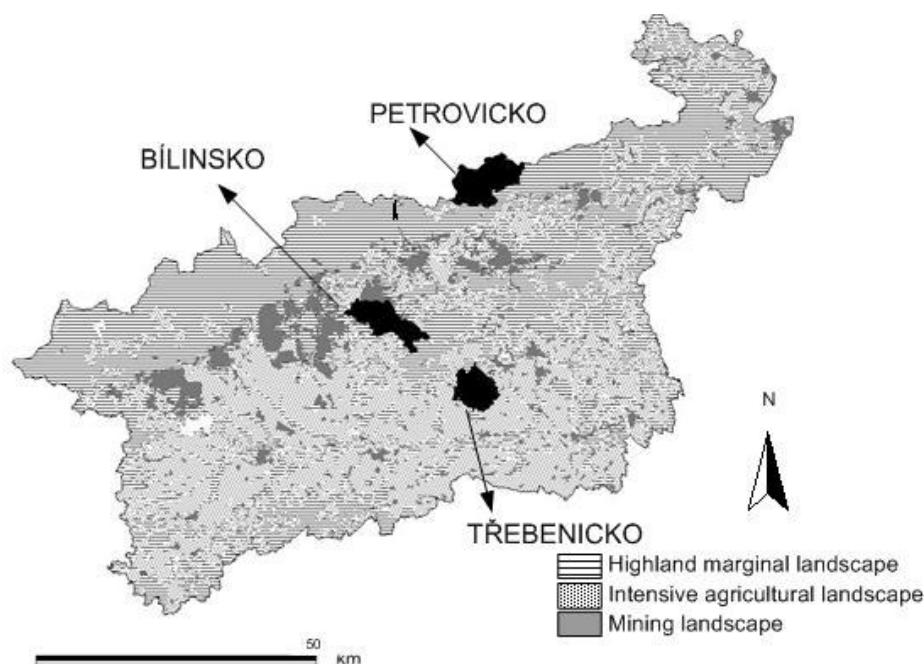 PETROVICKO
BÍLINSKO
N
TŘEBENICKO
Highland marginal landscape
Intensive agricultural landscape
Mining landscape
50
km